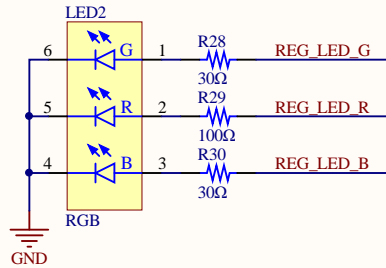 LED2
6 G 1 R28 REG_LED_G
30Ω
5 R 2 R29 REG_LED_R
100Ω
4 B 3 R30 REG_LED_B
30Ω
RGB
GND